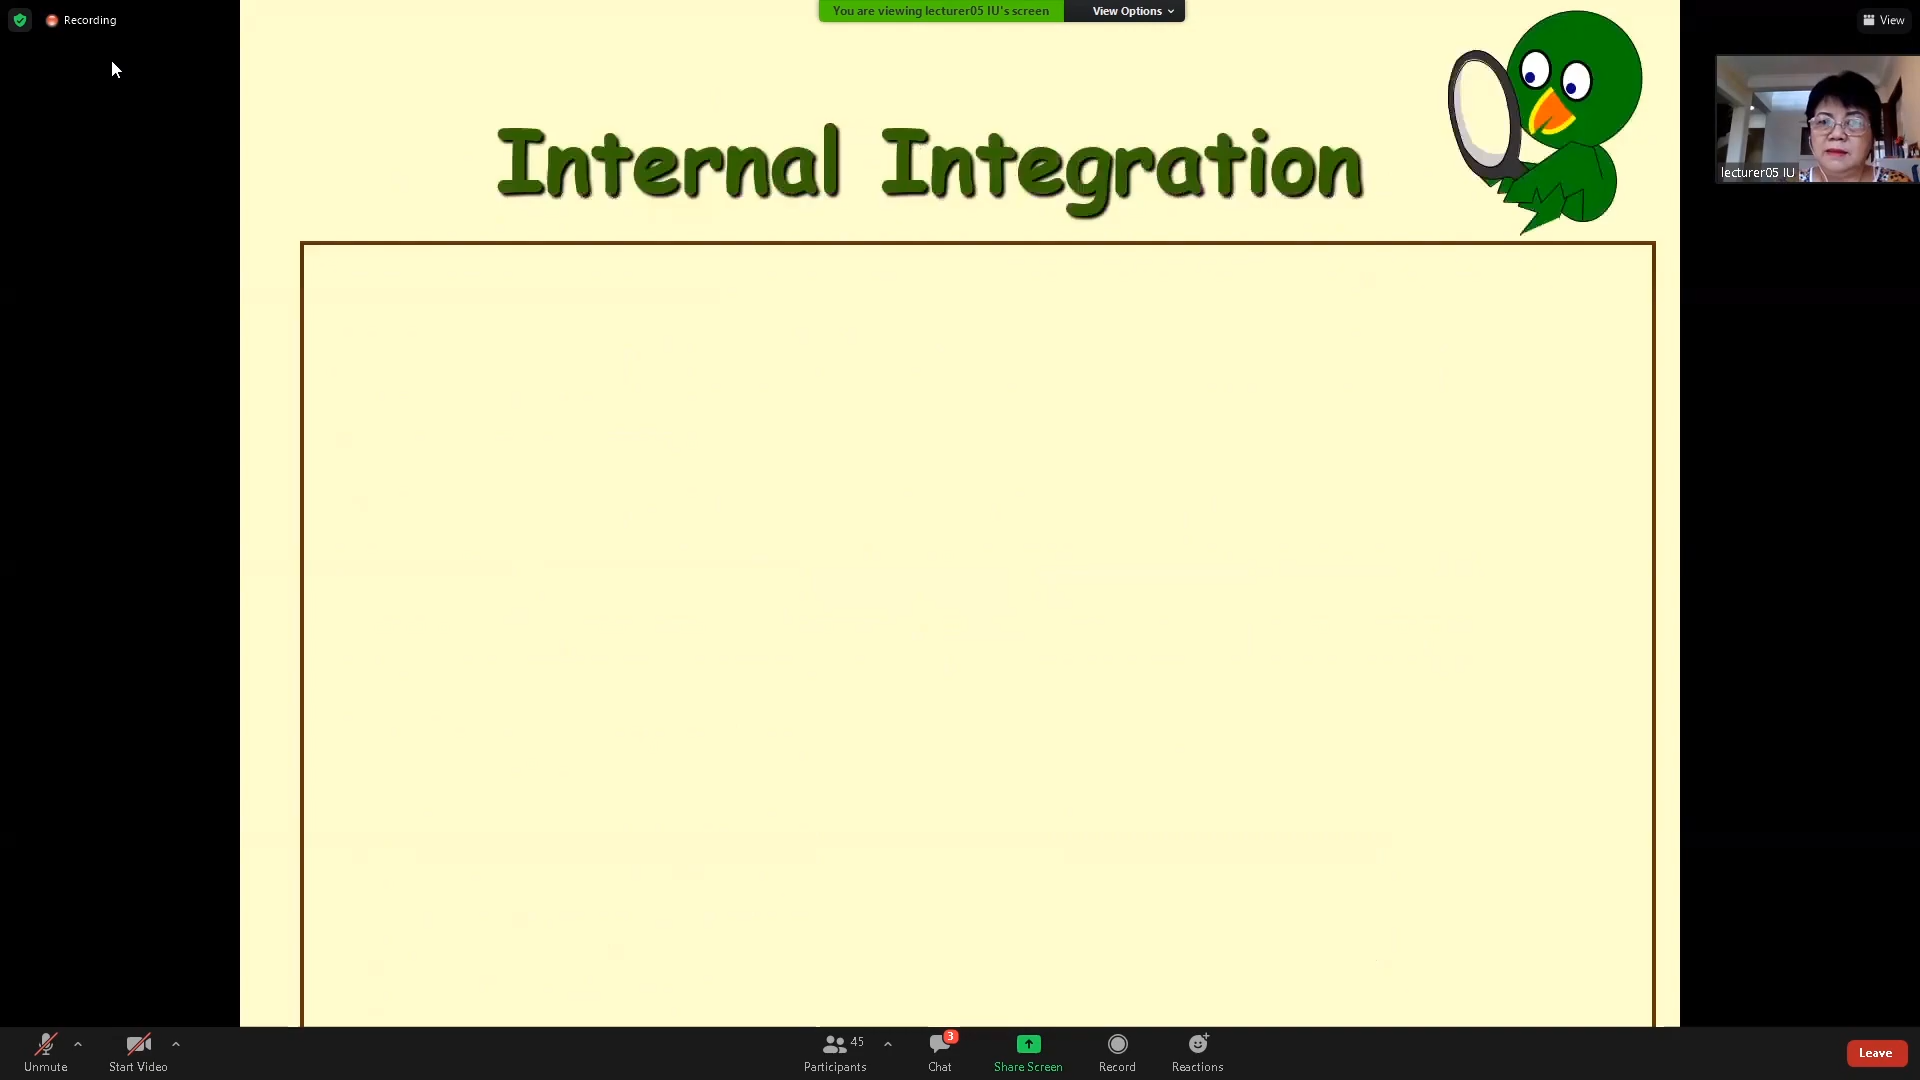 Recording
You are viewing lecturer05 IU's screen
View Options
View
Internal Integration
lecturer05 IU
Unmute
Start Video
45
Participants
3
Chat
Share Screen
Record
Reactions
Leave